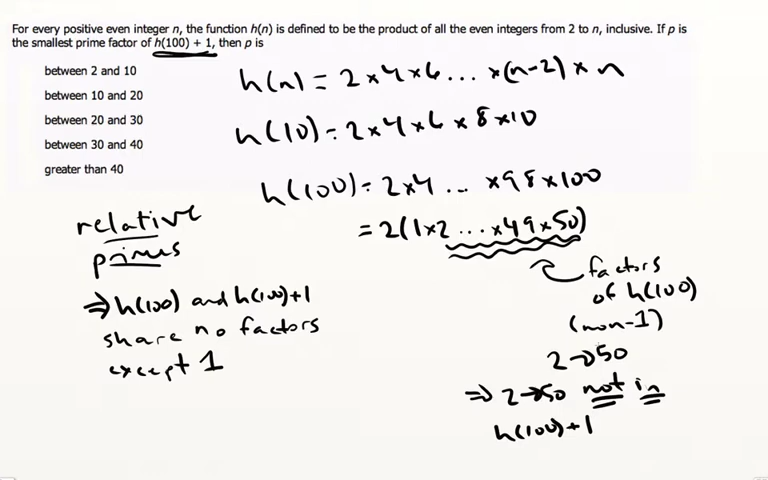 For every positive even integer n, the function h(n) is defined to be the product of all the even integers from 2 to n, inclusive. If p is
the smallest prime factor of h(100) + 1, then p is
between 2 and 10
between 10 and 20
between 20 and 30
between 30 and 40
greater than 40
h(n) = 2×4×6... ×(n-2)×n
h(10) = 2×4×6×8×10
h(100) = 2×4 ... ×98×100
= 2(1×2 ...×49×50)
relative
primes
⇒ h(100) and h(100)+1
share no factors
except 1
factors
of h(100)
(non-1)
2→50
⇒ 2→50 not in
h(100)+1